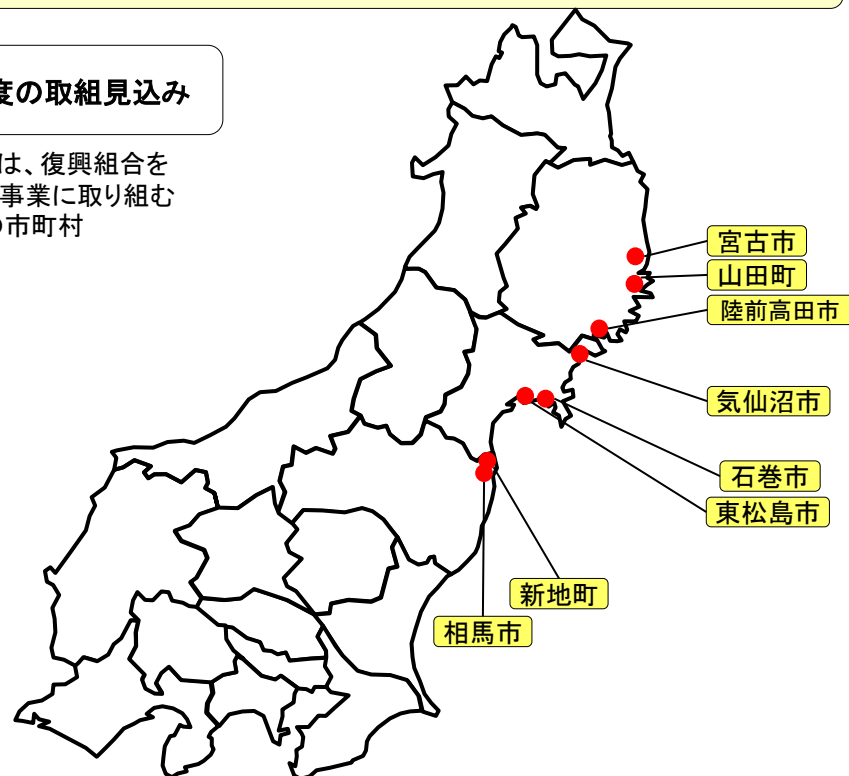 度の取組見込み
は、復興組合を
事業に取り組む
の市町村
宮古市
山田町
陸前高田市
気仙沼市
石巻市
東松島市
新地町
相馬市